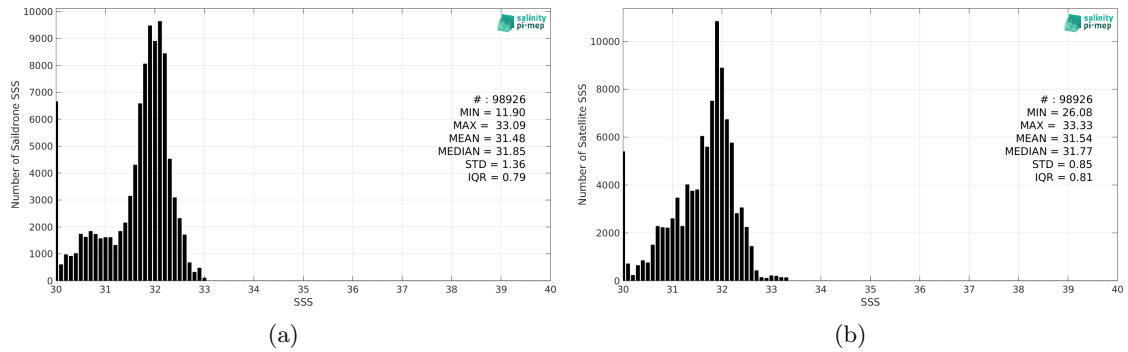 salinity
pi-mep
10000
9000
8000
7000
6000
5000
4000
3000
2000
1000
0
Number of Saildrone SSS
# : 98926
MIN = 11.90
MAX = 33.09
MEAN = 31.48
MEDIAN = 31.85
STD = 1.36
IQR = 0.79
30 31 32 33 34 35 36 37 38 39 40
SSS
(a)
salinity
pi-mep
10000
8000
6000
4000
2000
0
Number of Satellite SSS
# : 98926
MIN = 26.08
MAX = 33.33
MEAN = 31.54
MEDIAN = 31.77
STD = 0.85
IQR = 0.81
30 31 32 33 34 35 36 37 38 39 40
SSS
(b)